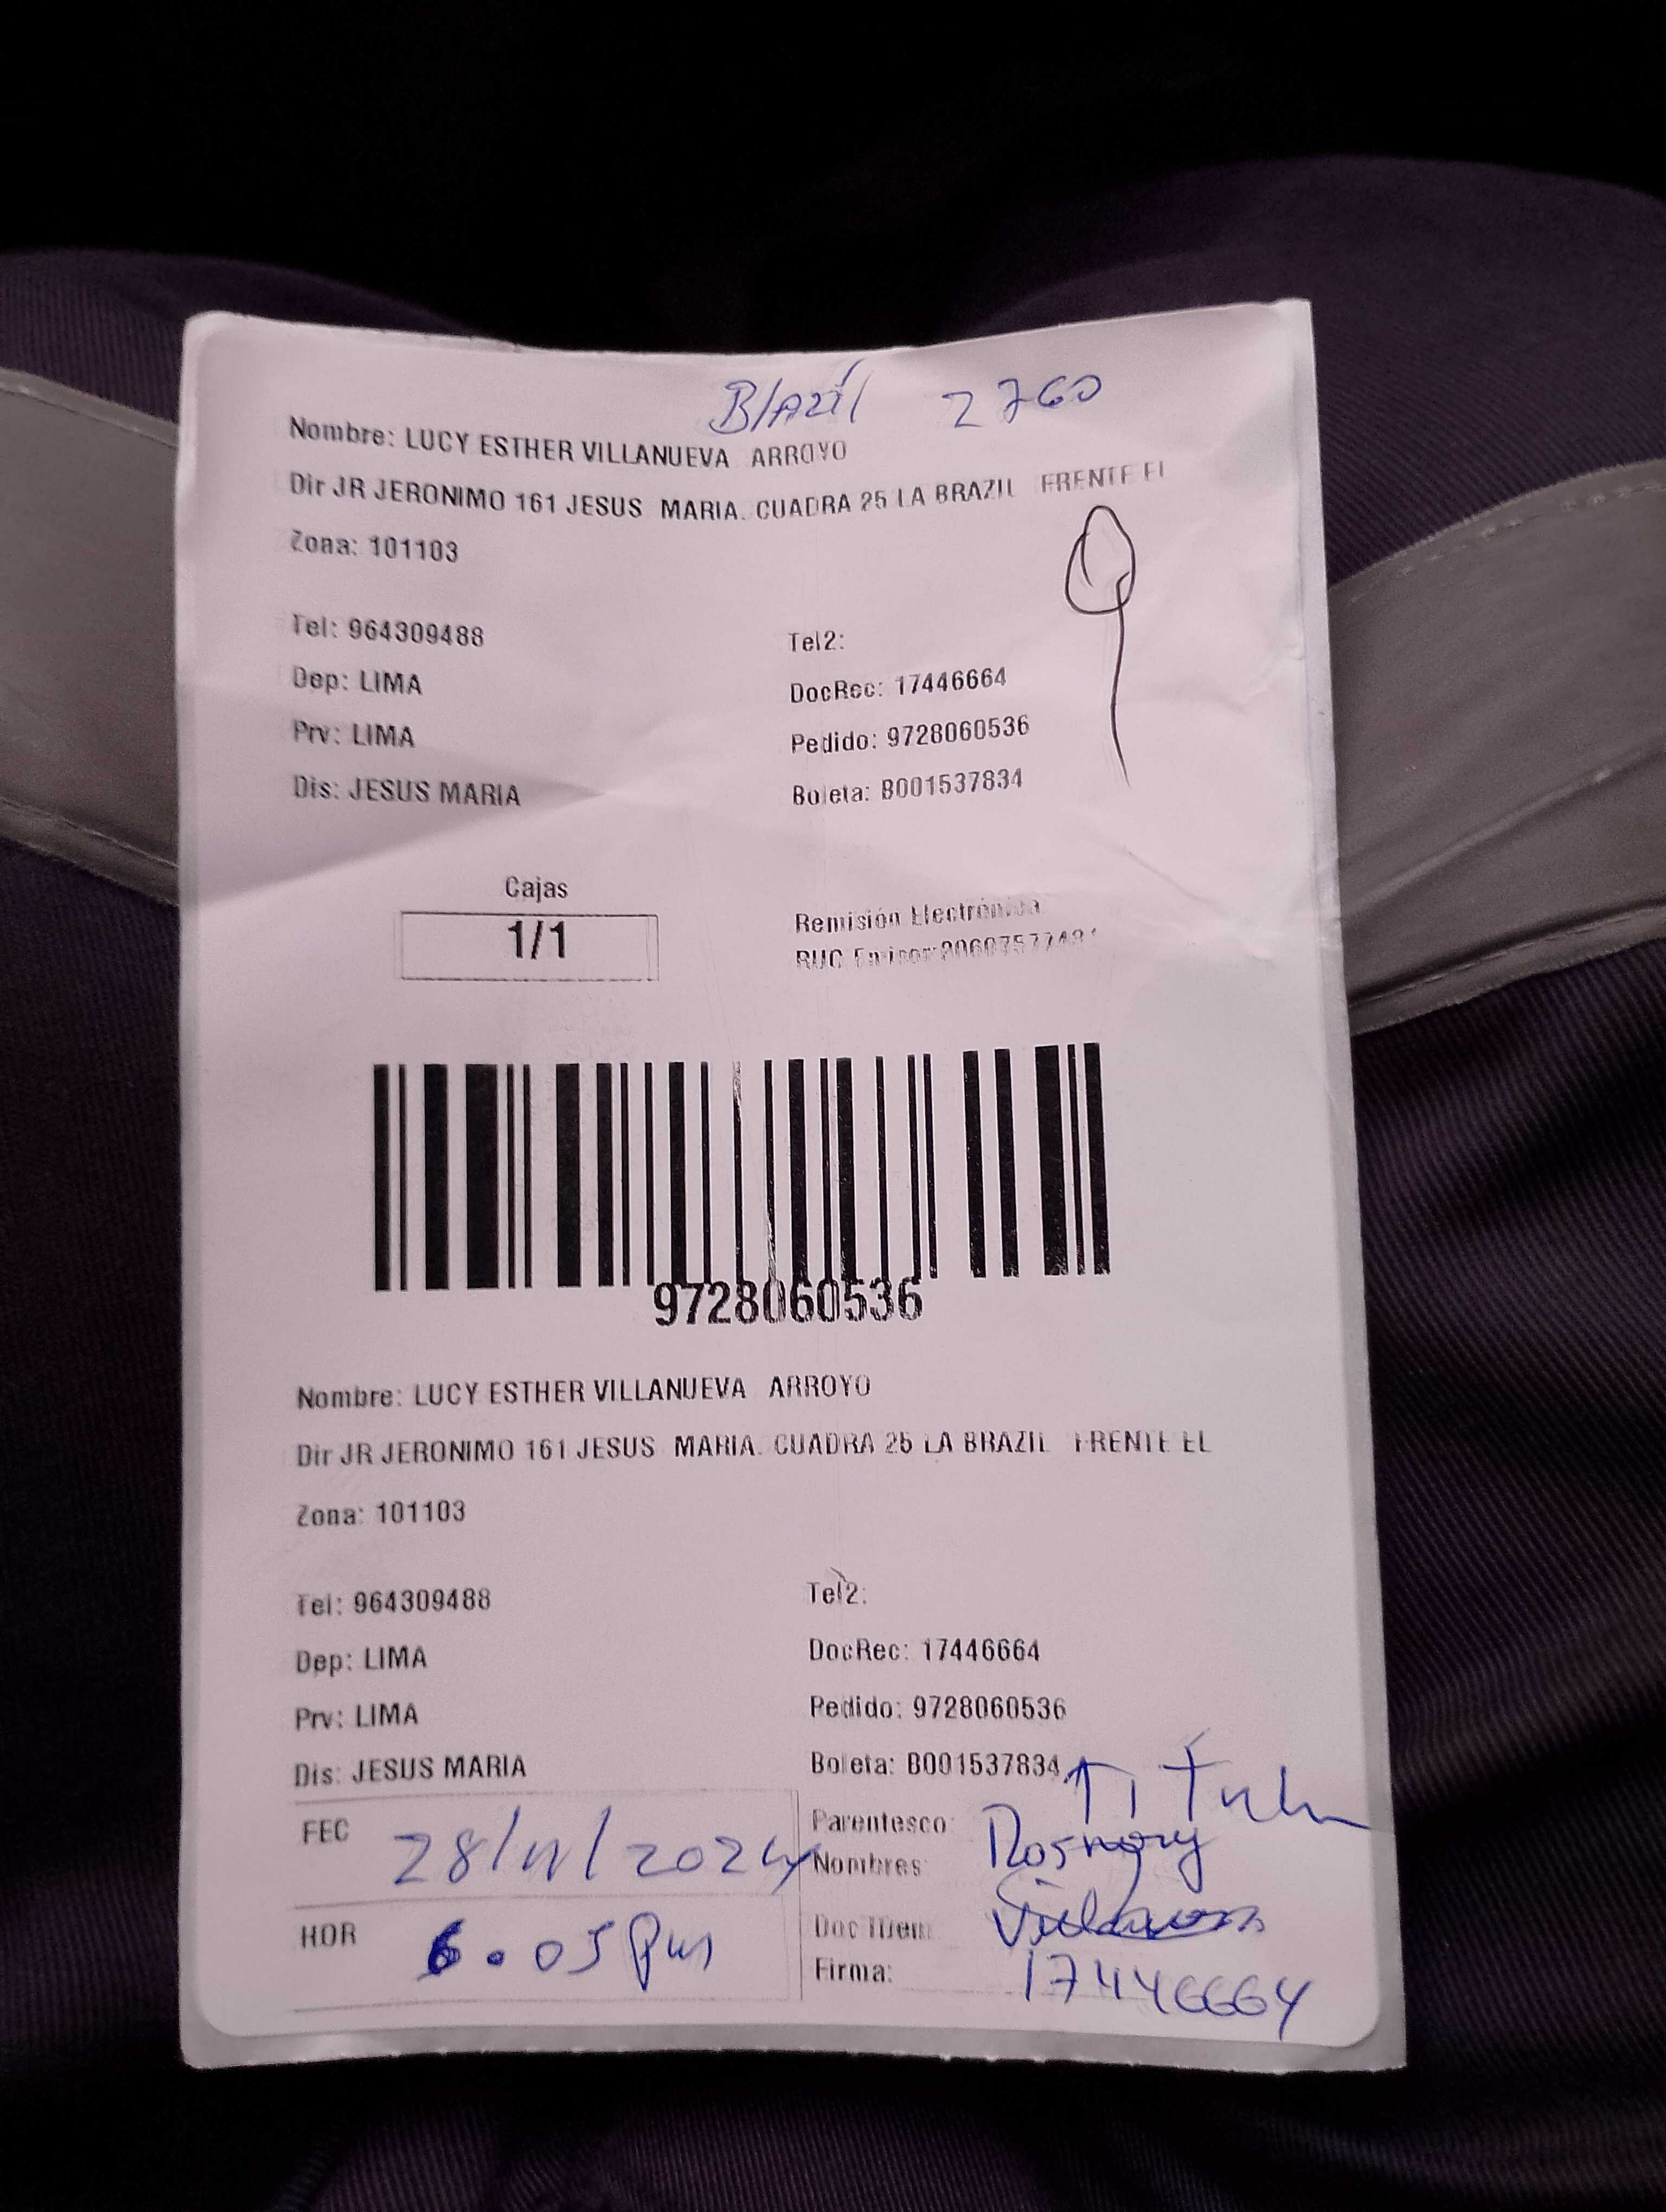 Brazil 2760
Nombre: LUCY ESTHER VILLANUEVA ARROYO
Dir JR JERONIMO 161 JESUS MARIA. CUADRA 25 LA BRAZIL FRENTE EL
Zona: 101103
Tel: 964309488 Tel2:
Dep: LIMA DocRec: 17446664
Prv: LIMA Pedido: 9728060536
Dis: JESUS MARIA Boleta: B001537834
Cajas
1/1
Remisión Electrónica
RUC Emisor:
9728060536
Nombre: LUCY ESTHER VILLANUEVA ARROYO
Dir JR JERONIMO 161 JESUS MARIA. CUADRA 25 LA BRAZIL FRENTE EL
Zona: 101103
Tel: 964309488 Tel2:
Dep: LIMA DocRec: 17446664
Prv: LIMA Pedido: 9728060536
Dis: JESUS MARIA Boleta: B001537834
FEC 28/11/2024
Parentesco:
Nombres:
HOR 6.05 pm
Doc Iden:
Firma: 17446664